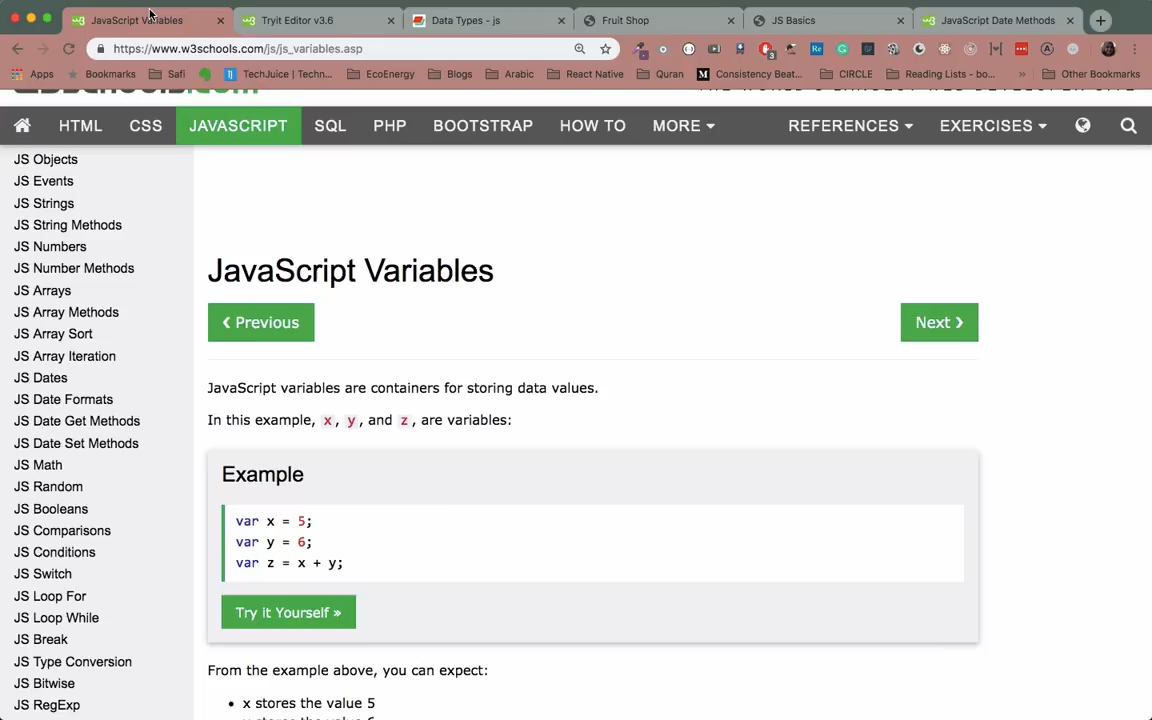 JavaScript Variables
Tryit Editor v3.6
Data Types - js
Fruit Shop
JS Basics
JavaScript Date Methods
https://www.w3schools.com/js/js_variables.asp
Apps
Bookmarks
Safi
TechJuice | Techn...
EcoEnergy
Blogs
Arabic
React Native
Quran
Consistency Beat...
CIRCLE
Reading Lists - bo...
»
Other Bookmarks
HTML
CSS
JAVASCRIPT
SQL
PHP
BOOTSTRAP
HOW TO
MORE
REFERENCES
EXERCISES
JS Objects
JS Events
JS Strings
JS String Methods
JS Numbers
JS Number Methods
JS Arrays
JS Array Methods
JS Array Sort
JS Array Iteration
JS Dates
JS Date Formats
JS Date Get Methods
JS Date Set Methods
JS Math
JS Random
JS Booleans
JS Comparisons
JS Conditions
JS Switch
JS Loop For
JS Loop While
JS Break
JS Type Conversion
JS Bitwise
JS RegExp
JavaScript Variables
❮ Previous
Next ❯
JavaScript variables are containers for storing data values.
In this example, x, y, and z, are variables:
Example
var x = 5;
var y = 6;
var z = x + y;
Try it Yourself »
From the example above, you can expect:
• x stores the value 5